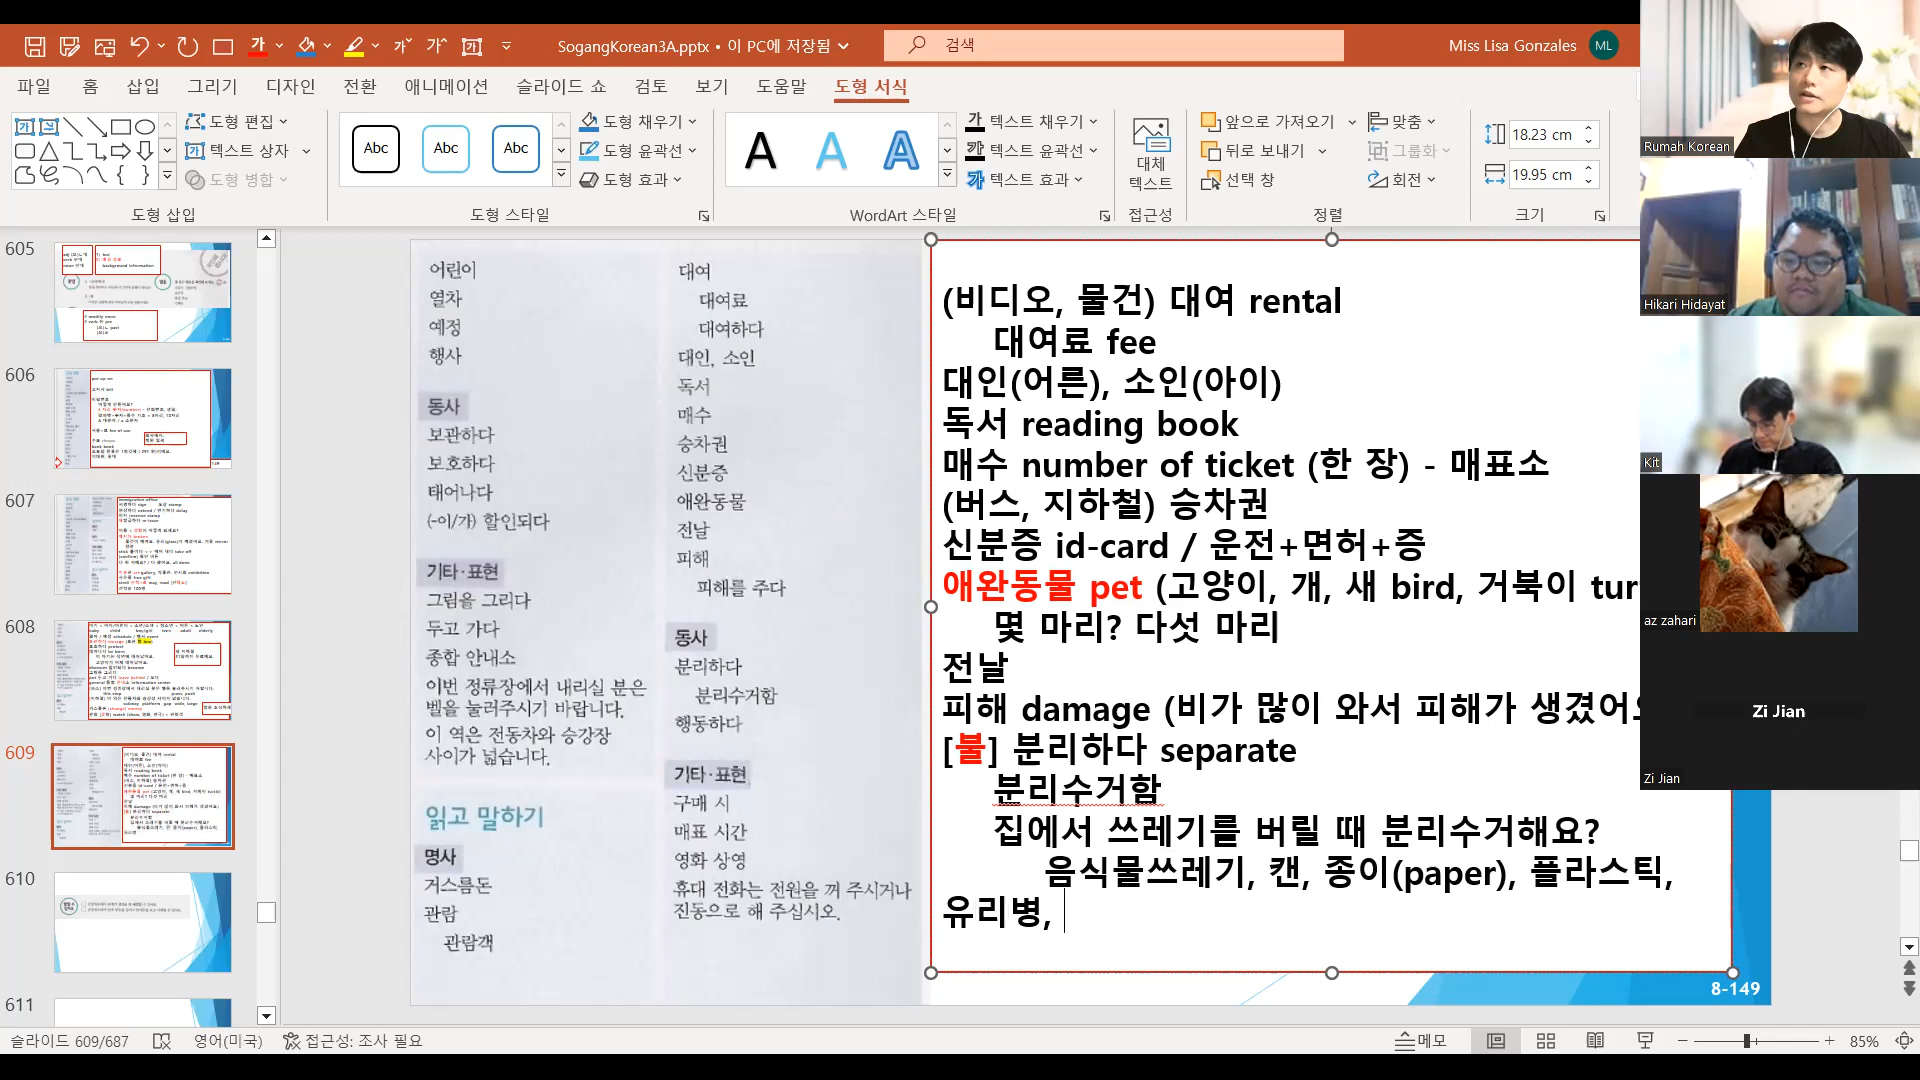 SogangKorean3A.pptx • 이 PC에 저장됨
검색
Miss Lisa Gonzales
ML
파일
홈
삽입
그리기
디자인
전환
애니메이션
슬라이드 쇼
검토
보기
도움말
도형 서식
도형 편집
텍스트 상자
도형 병합
도형 삽입
Abc
Abc
Abc
도형 채우기
도형 윤곽선
도형 효과
도형 스타일
A
A
A
텍스트 채우기
텍스트 윤곽선
텍스트 효과
WordArt 스타일
대체
텍스트
접근성
앞으로 가져오기
뒤로 보내기
선택 창
맞춤
그룹화
회전
정렬
18.23 cm
19.95 cm
크기
605
606
607
608
609
610
611
어린이
열차
예정
행사
동사
보관하다
보호하다
태어나다
(-이/가) 할인되다
기타·표현
그림을 그리다
두고 가다
종합 안내소
이번 정류장에서 내리실 분은
벨을 눌러주시기 바랍니다.
이 역은 전동차와 승강장
사이가 넓습니다.
읽고 말하기
명사
거스름돈
관람
관람객
대여
대여료
대여하다
대인, 소인
독서
매수
승차권
신분증
애완동물
전날
피해
피해를 주다
동사
분리하다
분리수거함
행동하다
기타·표현
구매 시
매표 시간
영화 상영
휴대 전화는 전원을 꺼 주시거나
진동으로 해 주십시오.
(비디오, 물건) 대여 rental
대여료 fee
대인(어른), 소인(아이)
독서 reading book
매수 number of ticket (한 장) - 매표소
(버스, 지하철) 승차권
신분증 id-card / 운전+면허+증
애완동물 pet (고양이, 개, 새 bird, 거북이 tur
몇 마리? 다섯 마리
전날
피해 damage (비가 많이 와서 피해가 생겼어요
[불] 분리하다 separate
분리수거함
집에서 쓰레기를 버릴 때 분리수거해요?
음식물쓰레기, 캔, 종이(paper), 플라스틱,
유리병,
8-149
Rumah Korean
Hikari Hidayat
Kit
az zahari
Zi Jian
Zi Jian
슬라이드 609/687
영어(미국)
접근성: 조사 필요
메모
85%